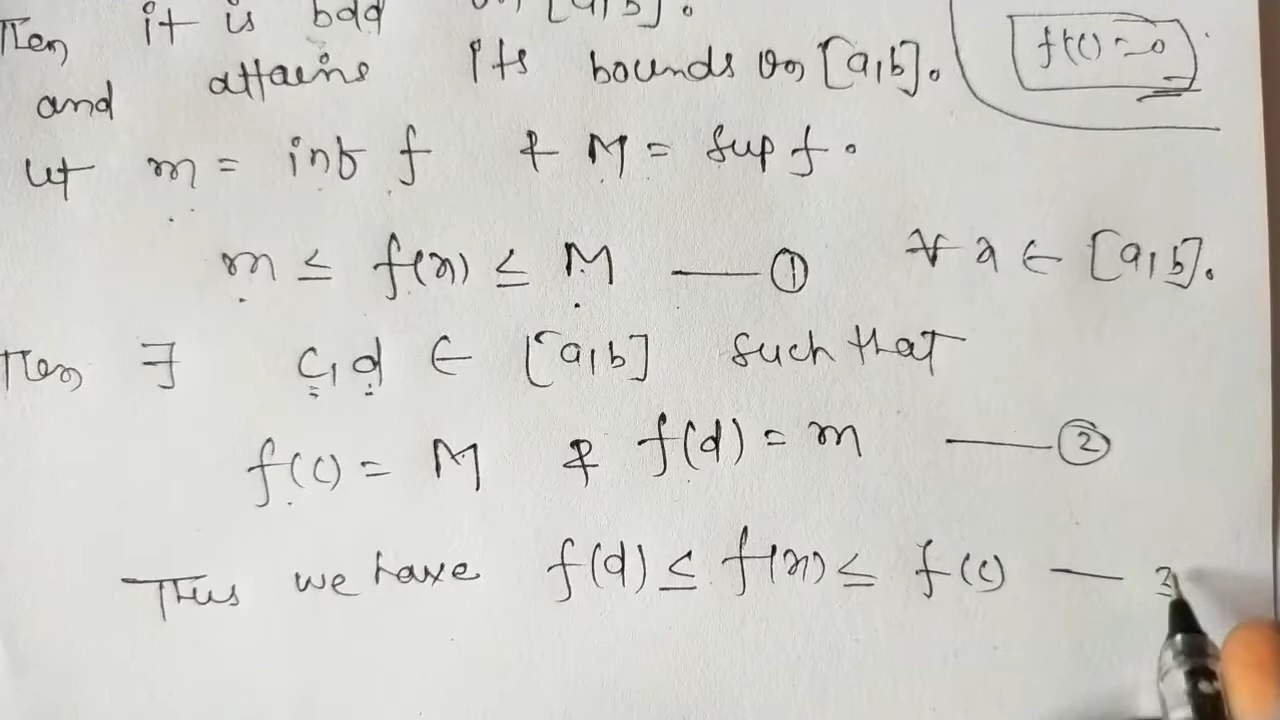 Then it is bdd on [a,b].
and attains its bounds on [a,b].
f'(c) = 0
Let m = inf f & M = sup f.
m ≤ f(x) ≤ M —— ① ∀ x ∈ [a,b].
Then ∃ c, d ∈ [a,b] such that
f(c) = M & f(d) = m —— ②
Thus we have f(d) ≤ f(x) ≤ f(c) — 3